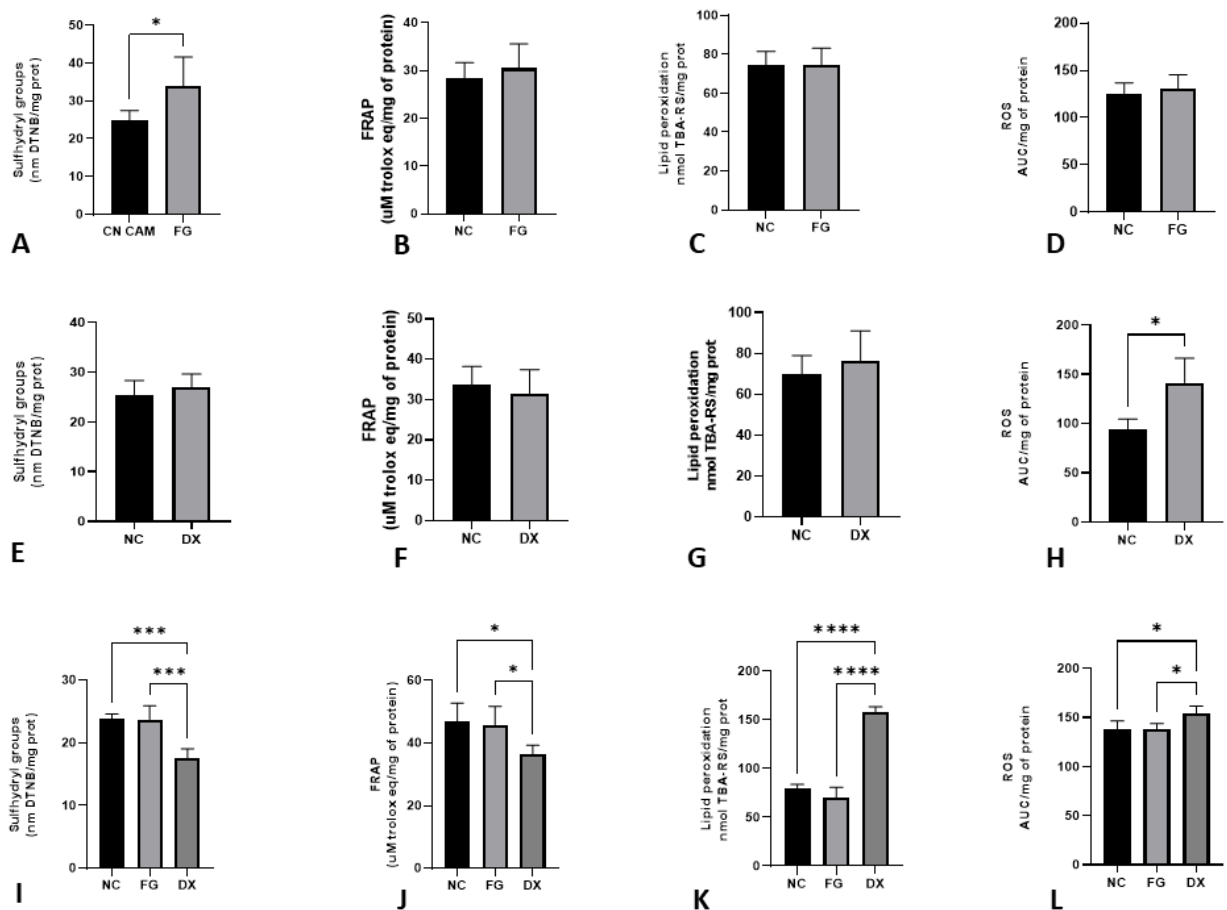 Sulfhydryl groups
(nm DTNB/mg prot)
50
40
30
20
10
0
*
CN CAM FG
A
FRAP
(uM trolox eq/mg of protein)
40
30
20
10
0
NC FG
B
Lipid peroxidation
nmol TBA-RS/mg prot
100
80
60
40
20
0
NC FG
C
ROS
AUC/mg of protein
200
150
100
50
0
NC FG
D
Sulfhydryl groups
(nm DTNB/mg prot)
40
30
20
10
0
NC DX
E
FRAP
(uM trolox eq/mg of protein)
50
40
30
20
10
0
NC DX
F
Lipid peroxidation
nmol TBA-RS/mg prot
100
80
60
40
20
0
NC DX
G
ROS
AUC/mg of protein
200
150
100
50
0
*
NC DX
H
Sulfhydryl groups
(nm DTNB/mg prot)
30
20
10
0
***
***
NC FG DX
I
FRAP
(uM trolox eq/mg of protein)
60
40
20
0
*
*
NC FG DX
J
Lipid peroxidation
nmol TBA-RS/mg prot
200
150
100
50
0
****
****
NC FG DX
K
ROS
AUC/mg of protein
200
150
100
50
0
*
*
NC FG DX
L